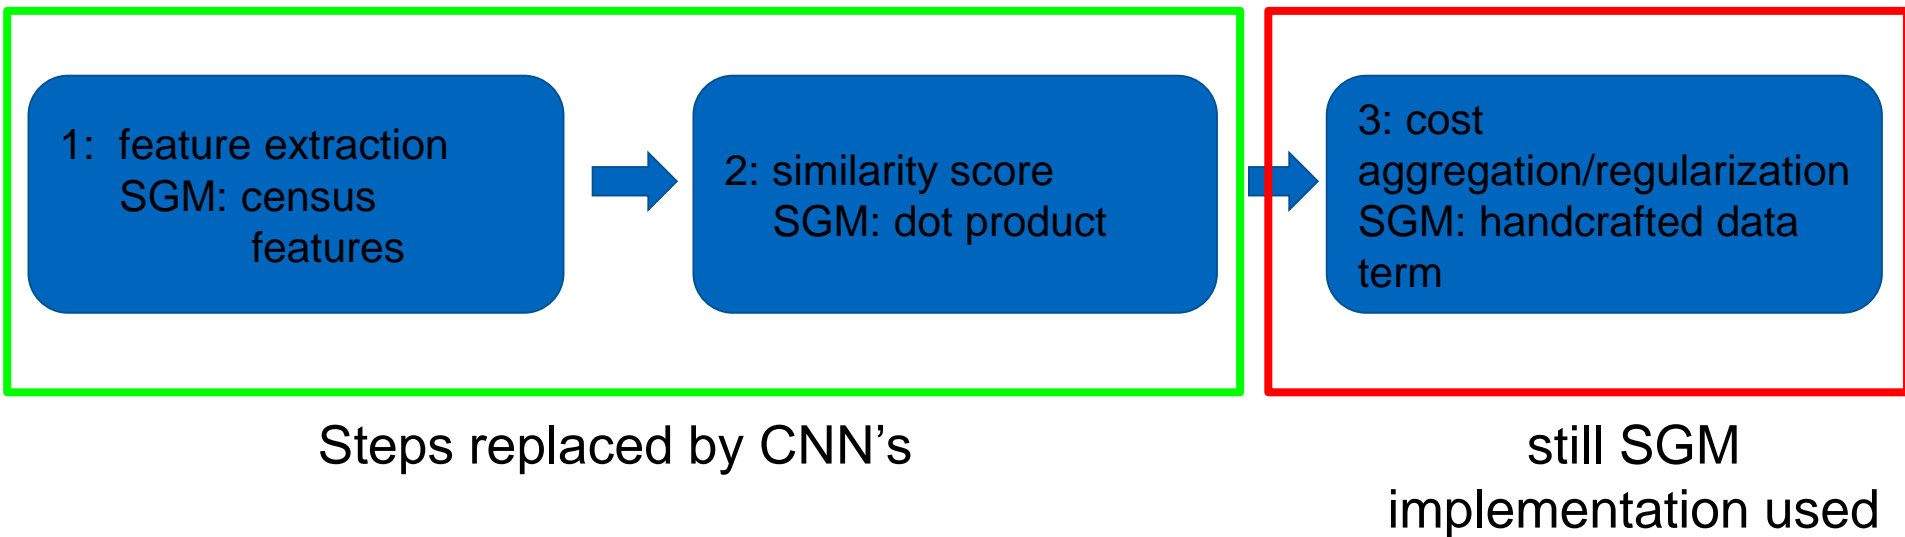 1: feature extraction
SGM: census
features
2: similarity score
SGM: dot product
3: cost
aggregation/regularization
SGM: handcrafted data
term
Steps replaced by CNN's
still SGM
implementation used